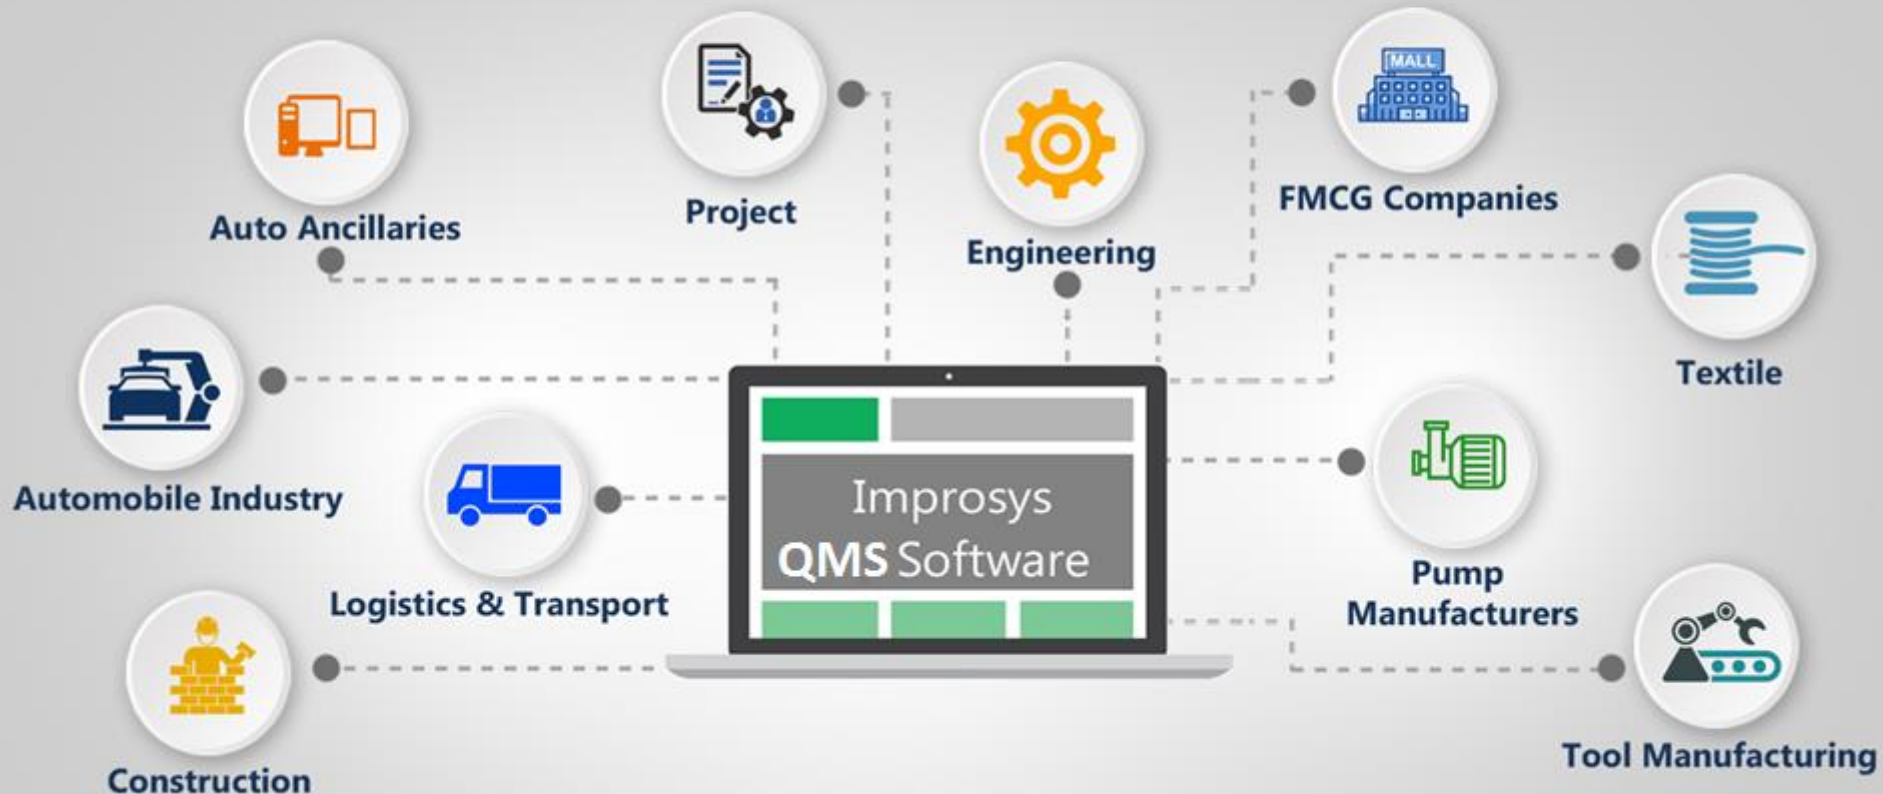 MALL
Auto Ancillaries
Project
Engineering
FMCG Companies
Textile
Automobile Industry
Improsys
QMS Software
Logistics & Transport
Pump
Manufacturers
Construction
Tool Manufacturing